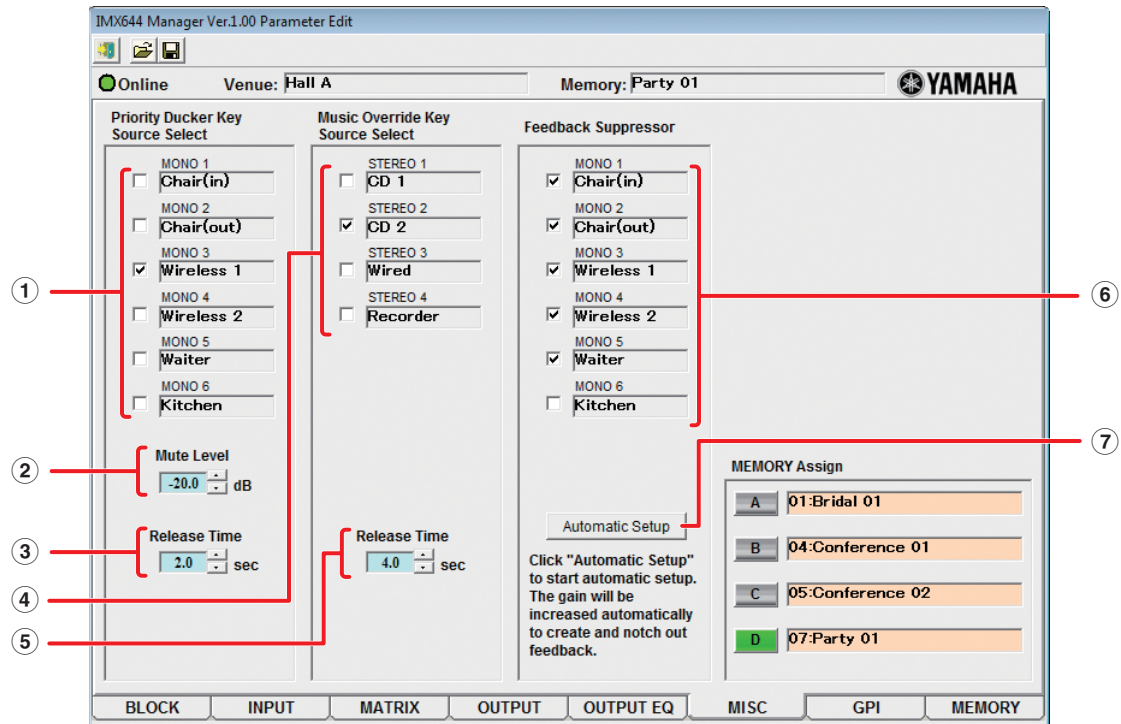 IMX644 Manager Ver.1.00 Parameter Edit
Online
Venue: Hall A
Memory: Party 01
YAMAHA
Priority Ducker Key
Source Select
MONO 1
Chair(in)
MONO 2
Chair(out)
MONO 3
Wireless 1
MONO 4
Wireless 2
MONO 5
Waiter
MONO 6
Kitchen
Mute Level
-20.0 dB
Release Time
2.0 sec
Music Override Key
Source Select
STEREO 1
CD 1
STEREO 2
CD 2
STEREO 3
Wired
STEREO 4
Recorder
Release Time
4.0 sec
Feedback Suppressor
MONO 1
Chair(in)
MONO 2
Chair(out)
MONO 3
Wireless 1
MONO 4
Wireless 2
MONO 5
Waiter
MONO 6
Kitchen
Automatic Setup
Click "Automatic Setup"
to start automatic setup.
The gain will be
increased automatically
to create and notch out
feedback.
MEMORY Assign
A 01:Bridal 01
B 04:Conference 01
C 05:Conference 02
D 07:Party 01
BLOCK INPUT MATRIX OUTPUT OUTPUT EQ MISC GPI MEMORY
①
②
③
④
⑤
⑥
⑦